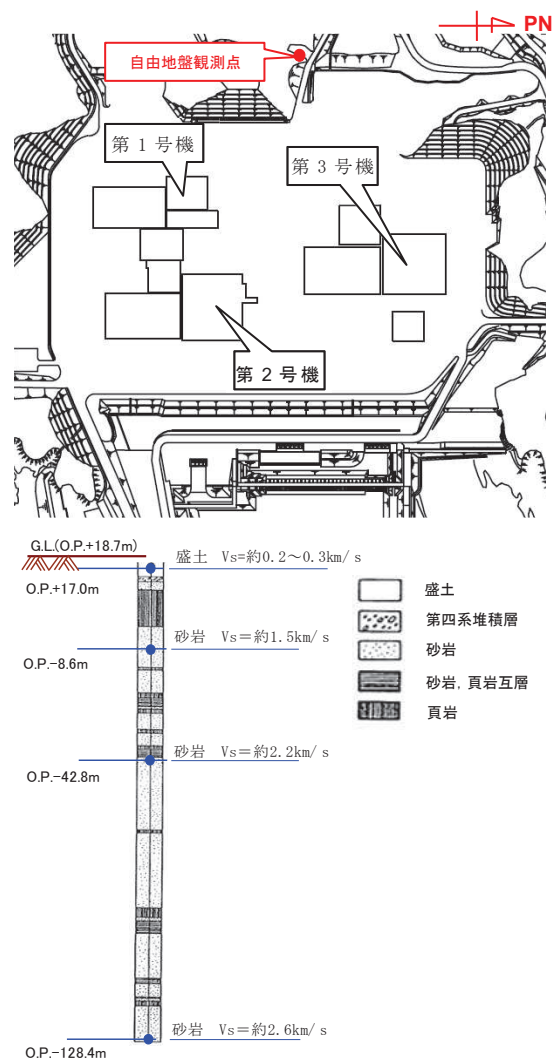 PN
自由地盤観測点
第1号機
第3号機
第2号機
G.L.(O.P.+18.7m)
盛土 Vs=約0.2～0.3km/s
O.P.+17.0m
砂岩 Vs=約1.5km/s
O.P.-8.6m
砂岩 Vs=約2.2km/s
O.P.-42.8m
砂岩 Vs=約2.6km/s
O.P.-128.4m
盛土
第四系堆積層
砂岩
砂岩, 頁岩互層
頁岩